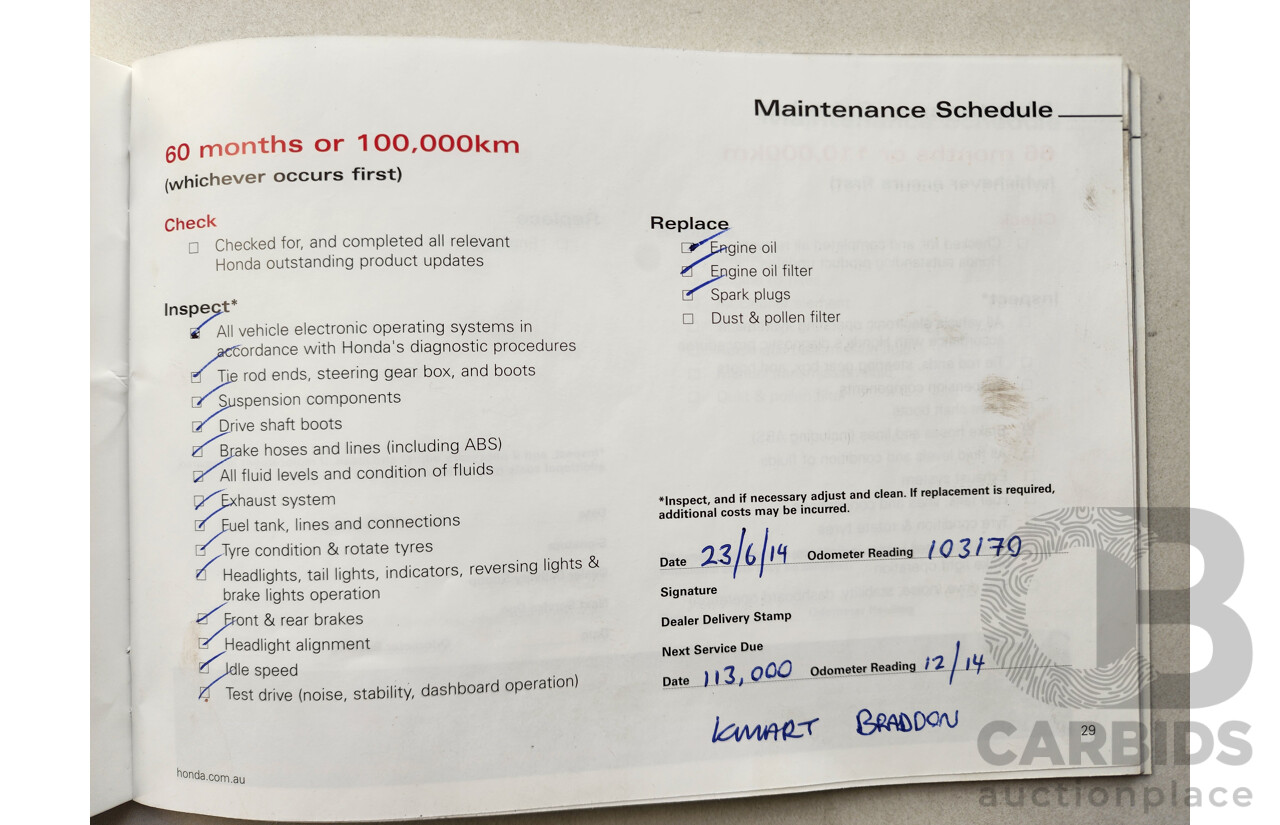 Maintenance Schedule
60 months or 100,000km
(whichever occurs first)
Check
Checked for, and completed all relevant
Honda outstanding product updates
Inspect*
All vehicle electronic operating systems in
accordance with Honda's diagnostic procedures
Tie rod ends, steering gear box, and boots
Suspension components
Drive shaft boots
Brake hoses and lines (including ABS)
All fluid levels and condition of fluids
Exhaust system
Fuel tank, lines and connections
Tyre condition & rotate tyres
Headlights, tail lights, indicators, reversing lights &
brake lights operation
Front & rear brakes
Headlight alignment
Idle speed
Test drive (noise, stability, dashboard operation)
honda.com.au
Replace
Engine oil
Engine oil filter
Spark plugs
Dust & pollen filter
*Inspect, and if necessary adjust and clean. If replacement is required,
additional costs may be incurred.
Date 23/6/14 Odometer Reading 103170
Signature
Dealer Delivery Stamp
Next Service Due
Date 113,000 Odometer Reading 12/14
KMART BRADDON
29
CB
CARBIDS
auctionplace